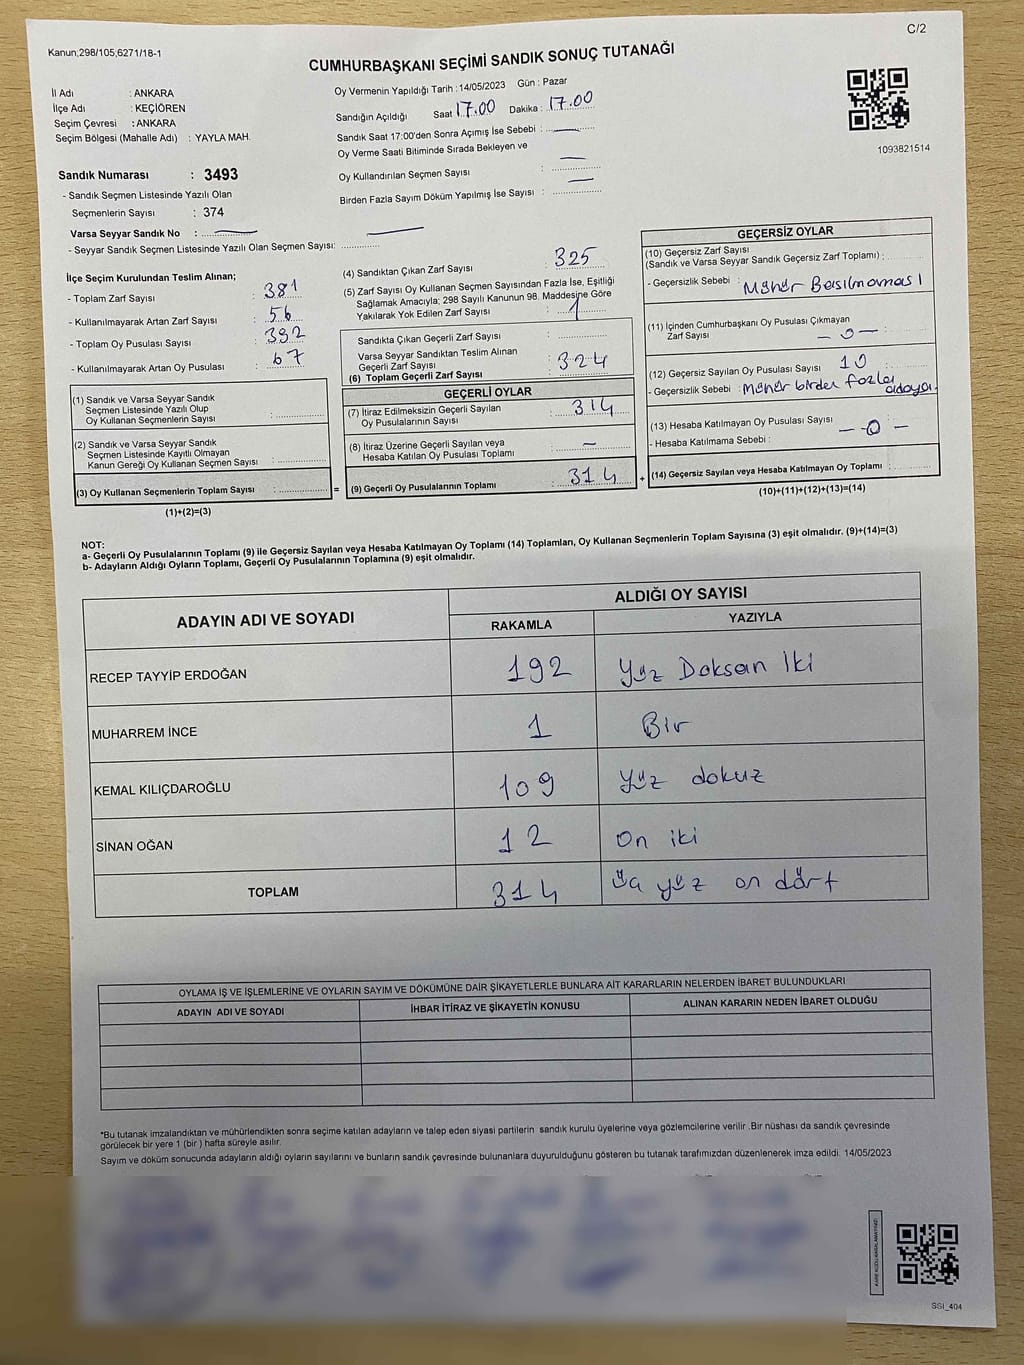 Kanun,298/105,6271/18-1
C/2
CUMHURBAŞKANI SEÇİMİ SANDIK SONUÇ TUTANAĞI
İl Adı : ANKARA
İlçe Adı : KEÇİÖREN
Seçim Çevresi : ANKARA
Seçim Bölgesi (Mahalle Adı) : YAYLA MAH.
Sandık Numarası : 3493
- Sandık Seçmen Listesinde Yazılı Olan
Seçmenlerin Sayısı : 374
Varsa Seyyar Sandık No :
- Seyyar Sandık Seçmen Listesinde Yazılı Olan Seçmen Sayısı:
Oy Vermenin Yapıldığı Tarih : 14/05/2023 Gün : Pazar
Sandığın Açıldığı Saat 17.00 Dakika : 17.00
Sandık Saat 17:00'den Sonra Açımış İse Sebebi : —
Oy Verme Saati Bitiminde Sırada Bekleyen ve
Oy Kullandırılan Seçmen Sayısı : —
Birden Fazla Sayım Döküm Yapılmış İse Sayısı : —
1093821514
İlçe Seçim Kurulundan Teslim Alınan;
- Toplam Zarf Sayısı : 381
- Kullanılmayarak Artan Zarf Sayısı : 56
- Toplam Oy Pusulası Sayısı : 392
- Kullanılmayarak Artan Oy Pusulası : 67
(1) Sandık ve Varsa Seyyar Sandık
Seçmen Listesinde Yazılı Olup
Oy Kullanan Seçmenlerin Sayısı :
(2) Sandık ve Varsa Seyyar Sandık
Seçmen Listesinde Kayıtlı Olmayan
Kanun Gereği Oy Kullanan Seçmen Sayısı :
(3) Oy Kullanan Seçmenlerin Toplam Sayısı : =
(1)+(2)=(3)
(4) Sandıktan Çıkan Zarf Sayısı : 325
(5) Zarf Sayısı Oy Kullanan Seçmen Sayısından Fazla İse, Eşitliği
Sağlamak Amacıyla; 298 Sayılı Kanunun 98. Maddesine Göre
Yakılarak Yok Edilen Zarf Sayısı : 1
Sandıkta Çıkan Geçerli Zarf Sayısı :
Varsa Seyyar Sandıktan Teslim Alınan
Geçerli Zarf Sayısı : 324
(6) Toplam Geçerli Zarf Sayısı
GEÇERLİ OYLAR
(7) İtiraz Edilmeksizin Geçerli Sayılan
Oy Pusulasının Sayısı : 314
(8) İtiraz Üzerine Geçerli Sayılan veya
Hesaba Katılan Oy Pusulası Toplamı : —
(9) Geçerli Oy Pusulalarının Toplamı : 314 +
GEÇERSİZ OYLAR
(10) Geçersiz Zarf Sayısı
(Sandık ve Varsa Seyyar Sandık Geçersiz Zarf Toplamı) :
- Geçersizlik Sebebi : Mühür Basılmaması
(11) İçinden Cumhurbaşkanı Oy Pusulası Çıkmayan
Zarf Sayısı : — 0 —
(12) Geçersiz Sayılan Oy Pusulası Sayısı : 10
- Geçersizlik Sebebi : Mühür birden fazla adaya
(13) Hesaba Katılmayan Oy Pusulası Sayısı : — 0 —
- Hesaba Katılmama Sebebi :
(14) Geçersiz Sayılan veya Hesaba Katılmayan Oy Toplamı :
(10)+(11)+(12)+(13)=(14)
NOT:
a- Geçerli Oy Pusulalarının Toplamı (9) ile Geçersiz Sayılan veya Hesaba Katılmayan Oy Toplamı (14) Toplamları, Oy Kullanan Seçmenlerin Toplam Sayısına (3) eşit olmalıdır. (9)+(14)=(3)
b- Adayların Aldığı Oyların Toplamı, Geçerli Oy Pusulalarının Toplamına (9) eşit olmalıdır.
ADAYIN ADI VE SOYADI ALDIĞI OY SAYISI
RAKAMLA YAZIYLA
RECEP TAYYİP ERDOĞAN 192 Yüz Doksan İki
MUHARREM İNCE 1 Bir
KEMAL KILIÇDAROĞLU 109 Yüz dokuz
SİNAN OĞAN 12 On iki
TOPLAM 314 Üç yüz on dört
OYLAMA İŞ VE İŞLEMLERİNE VE OYLARIN SAYIM VE DÖKÜMÜNE DAİR ŞİKAYETLERLE BUNLARA AİT KARARLARIN NELERDEN İBARET BULUNDUKLARI
ADAYIN ADI VE SOYADI İHBAR İTİRAZ VE ŞİKAYETİN KONUSU ALINAN KARARIN NEDEN İBARET OLDUĞU
*Bu tutanak imzalandıktan ve mühürlendikten sonra seçime katılan adayların ve talep eden siyasi partilerin sandık kurulu üyelerine veya gözlemcilerine verilir .Bir nüshası da sandık çevresinde
görülecek bir yere 1 (bir ) hafta süreyle asılır.
Sayım ve döküm sonucunda adayların aldığı oyların sayılarını ve bunların sandık çevresinde bulunanlara duyurulduğunu gösteren bu tutanak tarafımızdan düzenlenerek imza edildi. 14/05/2023
SSI_404